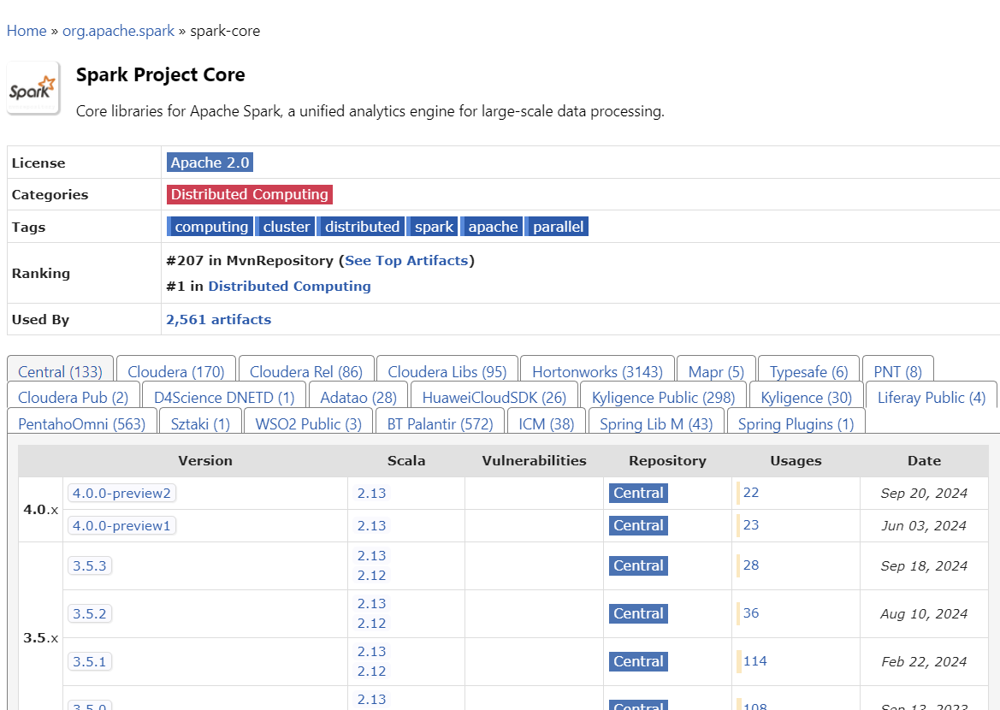 Home » org.apache.spark » spark-core
Spark
Spark Project Core
Core libraries for Apache Spark, a unified analytics engine for large-scale data processing.
License Apache 2.0
Categories Distributed Computing
Tags computing cluster distributed spark apache parallel
Ranking #207 in MvnRepository (See Top Artifacts)
#1 in Distributed Computing
Used By 2,561 artifacts
Central (133) Cloudera (170) Cloudera Rel (86) Cloudera Libs (95) Hortonworks (3143) Mapr (5) Typesafe (6) PNT (8)
Cloudera Pub (2) D4Science DNETD (1) Adatao (28) HuaweiCloudSDK (26) Kyligence Public (298) Kyligence (30) Liferay Public (4)
PentahoOmni (563) Sztaki (1) WSO2 Public (3) BT Palantir (572) ICM (38) Spring Lib M (43) Spring Plugins (1)
Version Scala Vulnerabilities Repository Usages Date
4.0.x
4.0.0-preview2 2.13 Central 22 Sep 20, 2024
4.0.0-preview1 2.13 Central 23 Jun 03, 2024
3.5.x
3.5.3 2.13 2.12 Central 28 Sep 18, 2024
3.5.2 2.13 2.12 Central 36 Aug 10, 2024
3.5.1 2.13 2.12 Central 114 Feb 22, 2024
3.5.0 2.13 Central 108 Sep 13, 2023